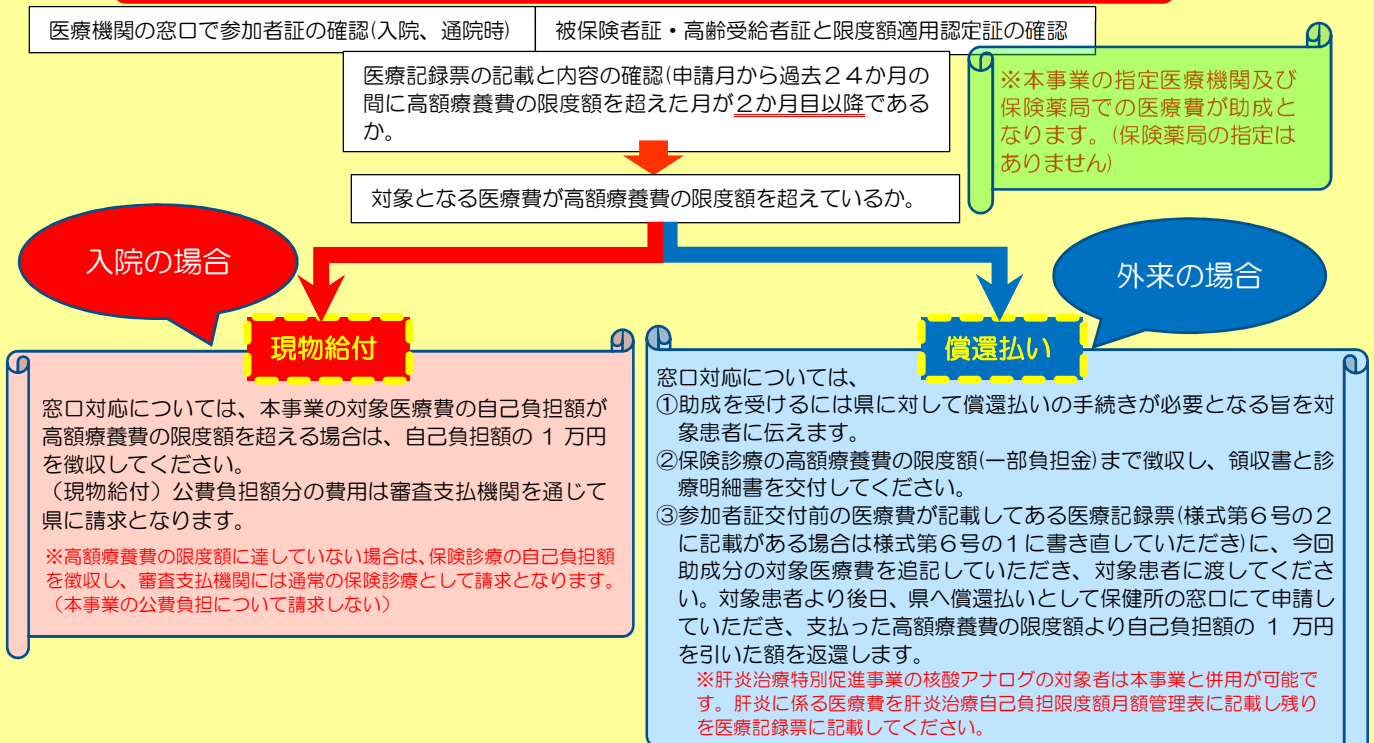 医療機関の窓口で参加者証の確認(入院、通院時)
被保険者証・高齢受給者証と限度額適用認定証の確認
医療記録票の記載と内容の確認(申請月から過去２４か月の
間に高額療養費の限度額を超えた月が２か月目以降である
か。
※本事業の指定医療機関及び
保険薬局での医療費が助成と
なります。(保険薬局の指定は
ありません)
対象となる医療費が高額療養費の限度額を超えているか。
入院の場合
外来の場合
現物給付
窓口対応については、本事業の対象医療費の自己負担額が
高額療養費の限度額を超える場合は、自己負担額の 1 万円
を徴収してください。
（現物給付）公費負担額分の費用は審査支払機関を通じて
県に請求となります。
※高額療養費の限度額に達していない場合は、保険診療の自己負担額
を徴収し、審査支払機関には通常の保険診療として請求となります。
（本事業の公費負担について請求しない）
償還払い
窓口対応については、
①助成を受けるには県に対して償還払いの手続きが必要となる旨を対
象患者に伝えます。
②保険診療の高額療養費の限度額(一部負担金)まで徴収し、領収書と診
療明細書を交付してください。
③参加者証交付前の医療費が記載してある医療記録票(様式第６号の２
に記載がある場合は様式第６号の１に書き直していただき)に、今回
助成分の対象医療費を追記していただき、対象患者に渡してくださ
い。対象患者より後日、県へ償還払いとして保健所の窓口にて申請し
ていただき、支払った高額療養費の限度額より自己負担額の 1 万円
を引いた額を返還します。
※肝炎治療特別促進事業の核酸アナログの対象者は本事業と併用が可能で
す。肝炎に係る医療費を肝炎治療自己負担限度額月額管理表に記載し残り
を医療記録票に記載してください。